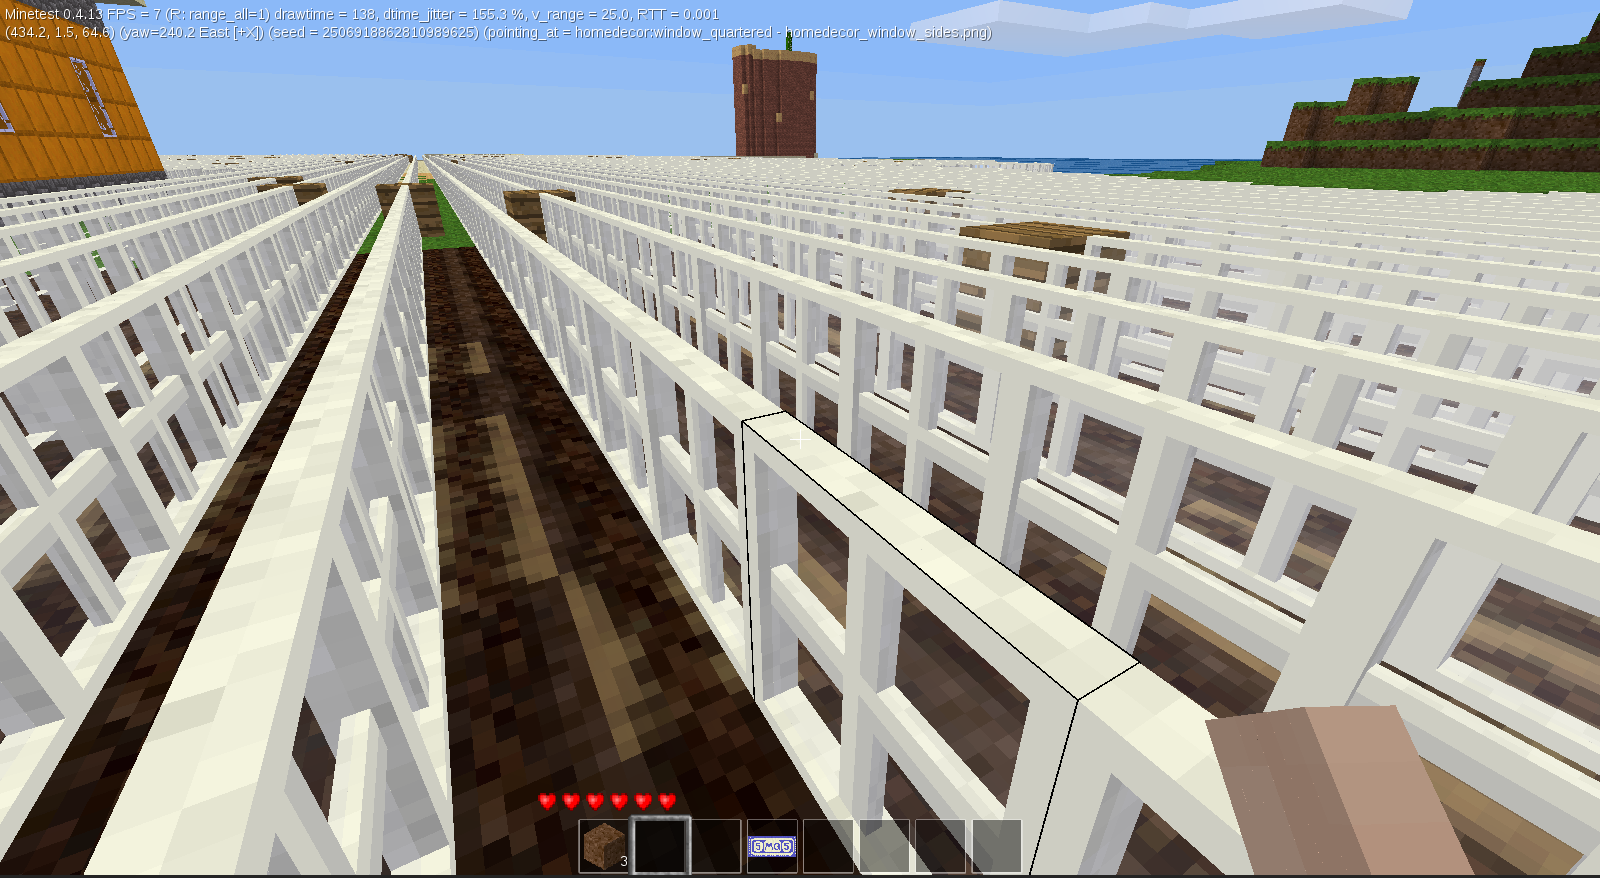 Minetest 0.4.13 FPS = 7 (R: range_all=1) drawtime = 138, dtime_jitter = 155.3 %, v_range = 25.0, RTT = 0.001
(434.2, 1.5, 64.6) (yaw=240.2 East [+X]) (seed = 2506918862810989625) (pointing_at = homedecor:window_quartered - homedecor_window_sides.png)
3
5MG5